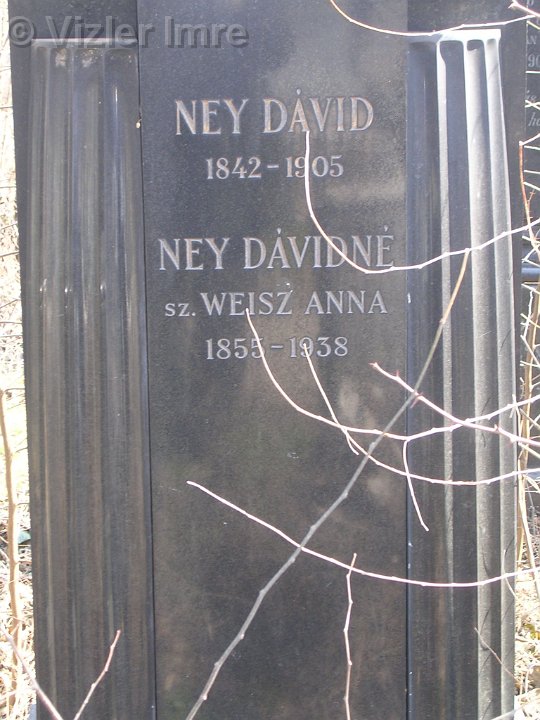 © Vizler Imre
NEY DÁVID
1842-1905
NEY DÁVIDNÉ
SZ. WEISZ ANNA
1855-1938